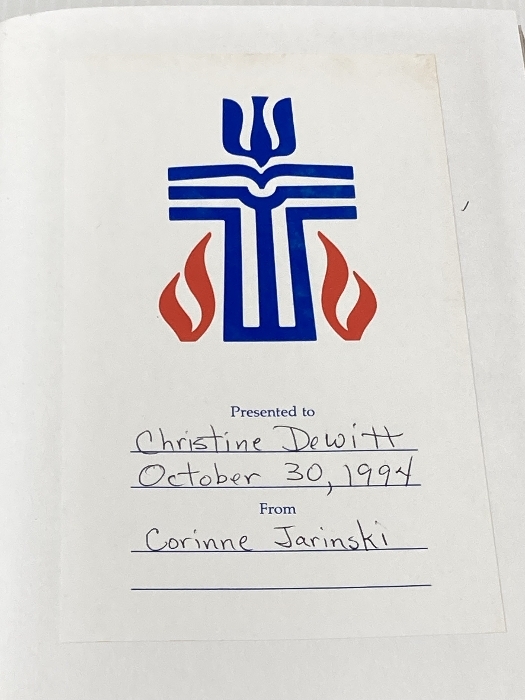 Presented to
Christine Dewitt
October 30, 1994
From
Corinne Jarinski